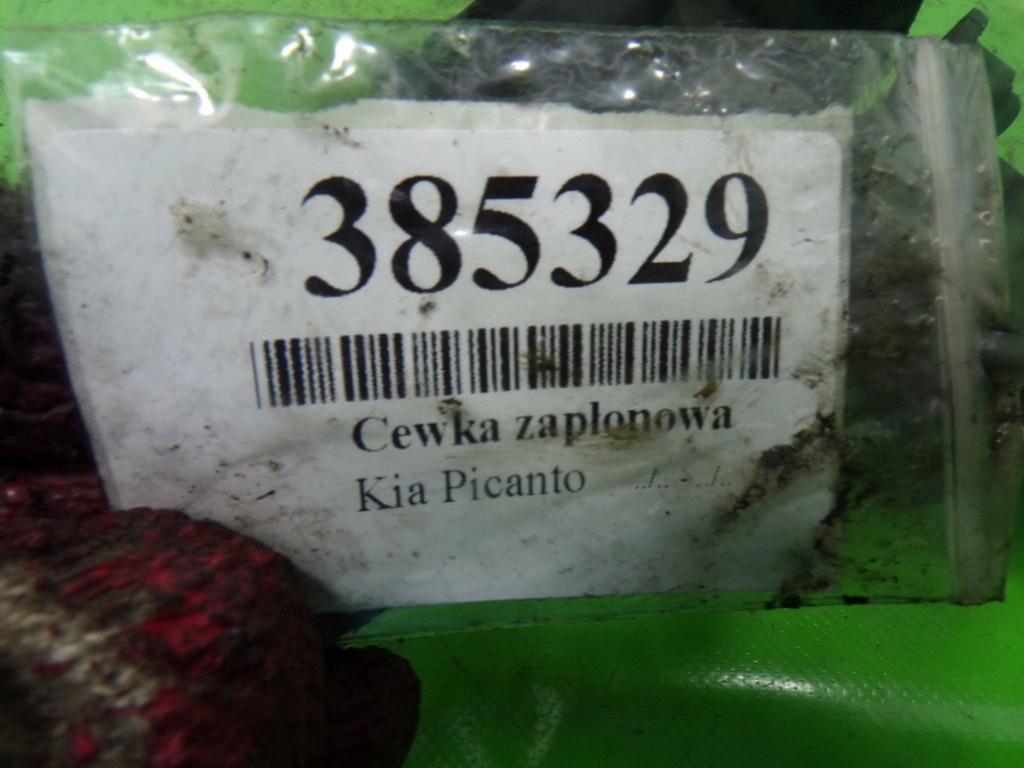 385329
Cewka zapłonowa
Kia Picanto ../.. - ../..